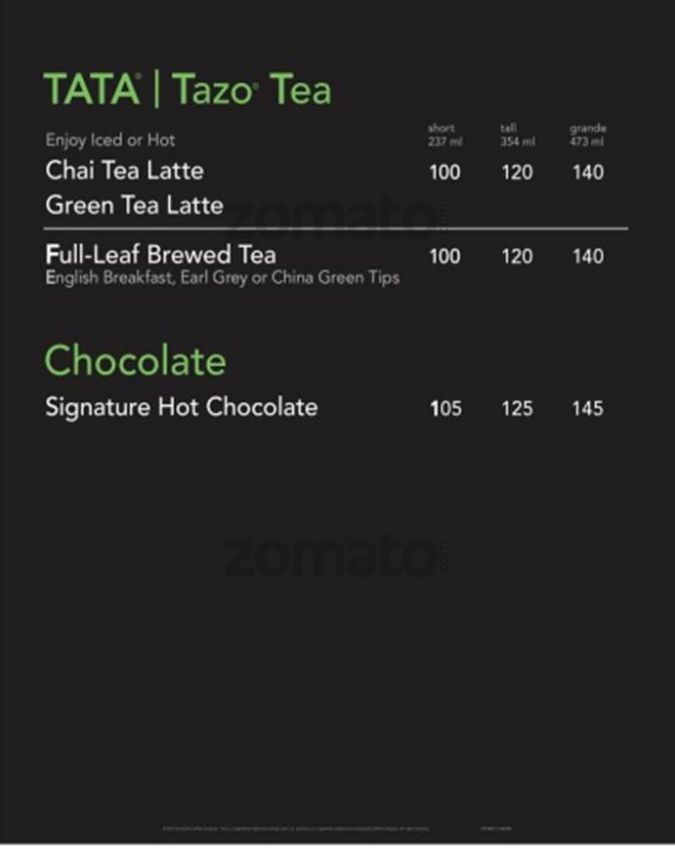 TATA® | Tazo® Tea
short tall grande
Enjoy Iced or Hot 237 ml 354 ml 473 ml
Chai Tea Latte 100 120 140
Green Tea Latte
zomato.com
Full-Leaf Brewed Tea 100 120 140
English Breakfast, Earl Grey or China Green Tips
Chocolate
Signature Hot Chocolate 105 125 145
zomato.com